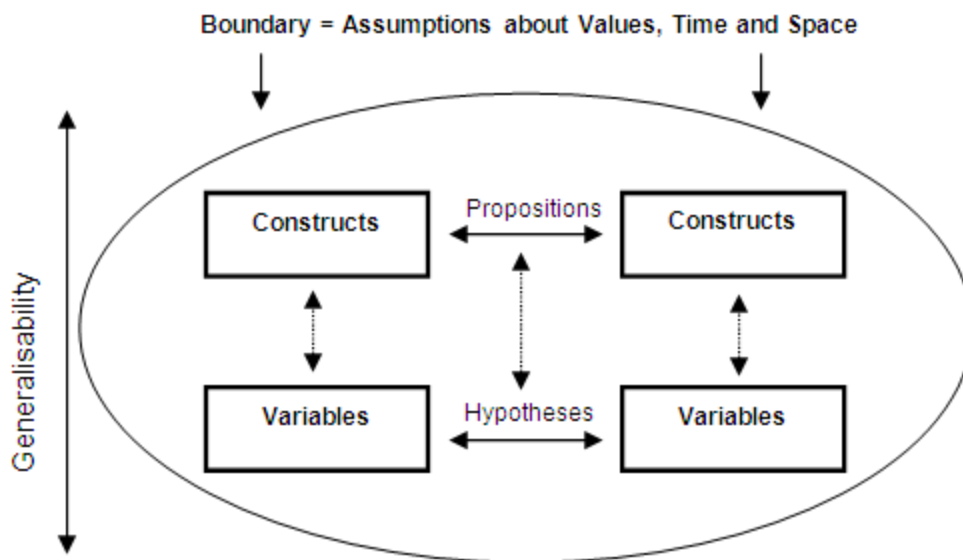 Boundary = Assumptions about Values, Time and Space
Constructs
Propositions
Constructs
Generalisability
Variables
Hypotheses
Variables